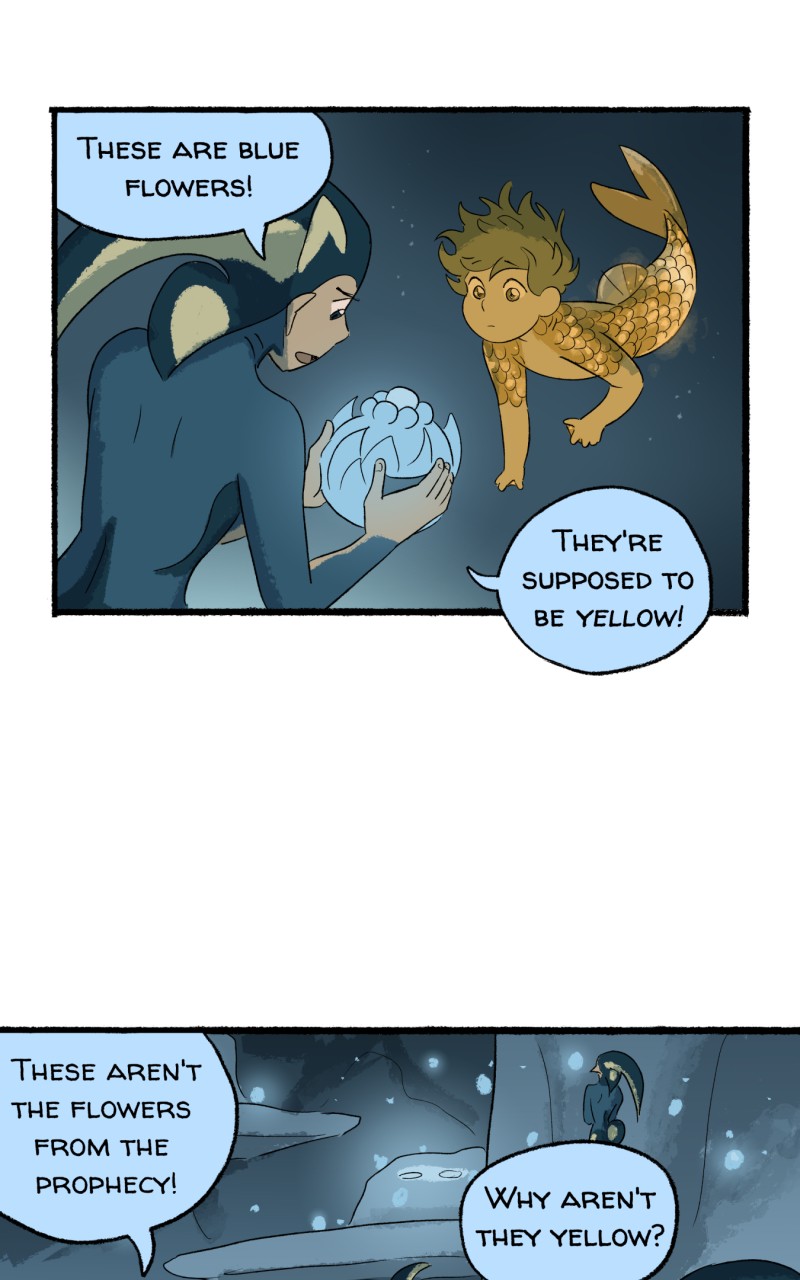 These are blue
flowers!
They're
supposed to
be yellow!
These aren't
the flowers
from the
prophecy!
Why aren't
they yellow?